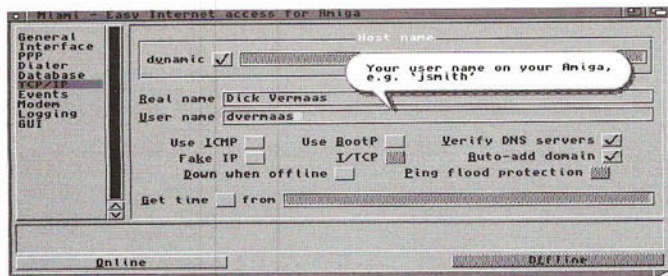 Miami - Easy Internet access for Amiga
General
Interface
PPP
Dialer
Database
TCP/IP
Events
Modem
Logging
GUI
Host name
dynamic
Your user name on your Amiga,
e.g. 'jsmith'
Real name Dick Vermaas
User name dvermaas
Use ICMP Use BootP Verify DNS servers
Fake IP T/TCP Auto-add domain
Down when offline Ping flood protection
Get time from
Online Offline